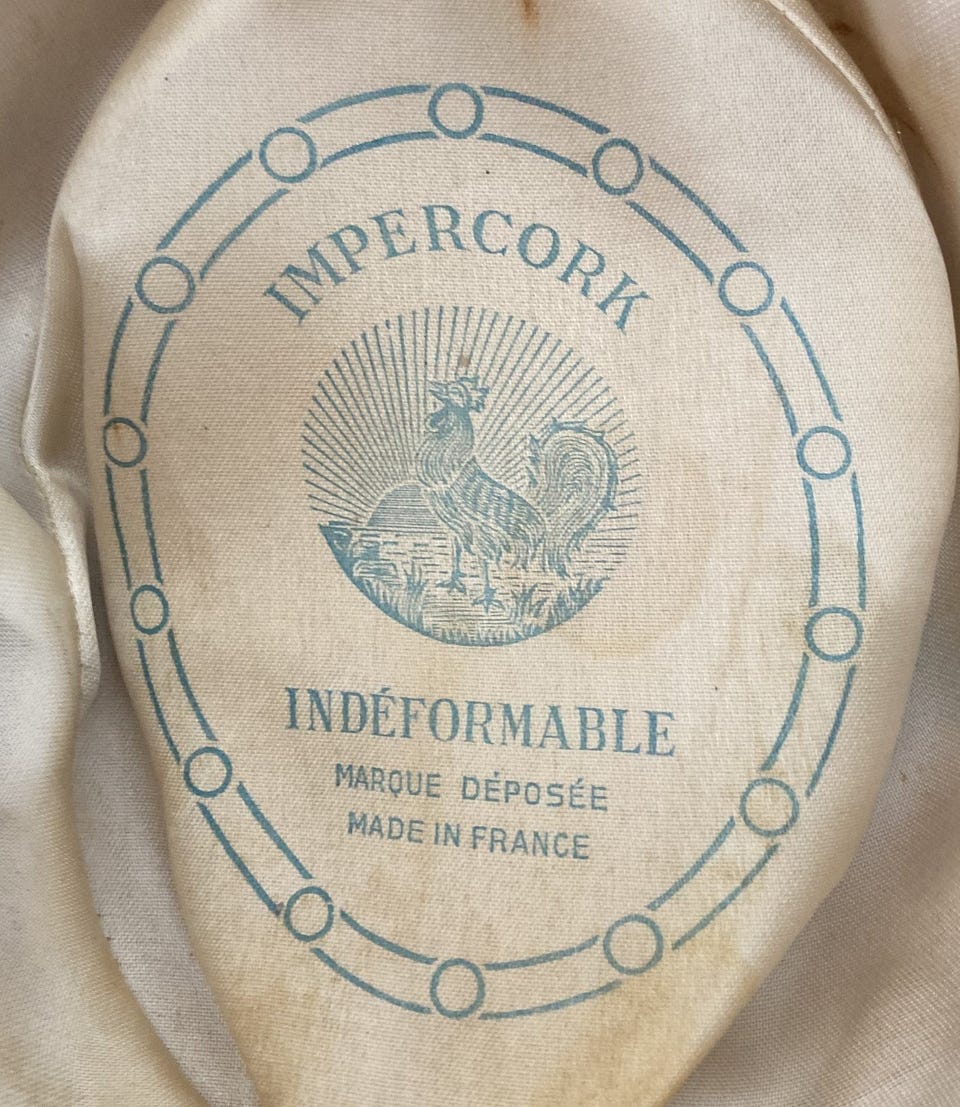 IMPERCORK
INDÉFORMABLE
MARQUE DÉPOSÉE
MADE IN FRANCE